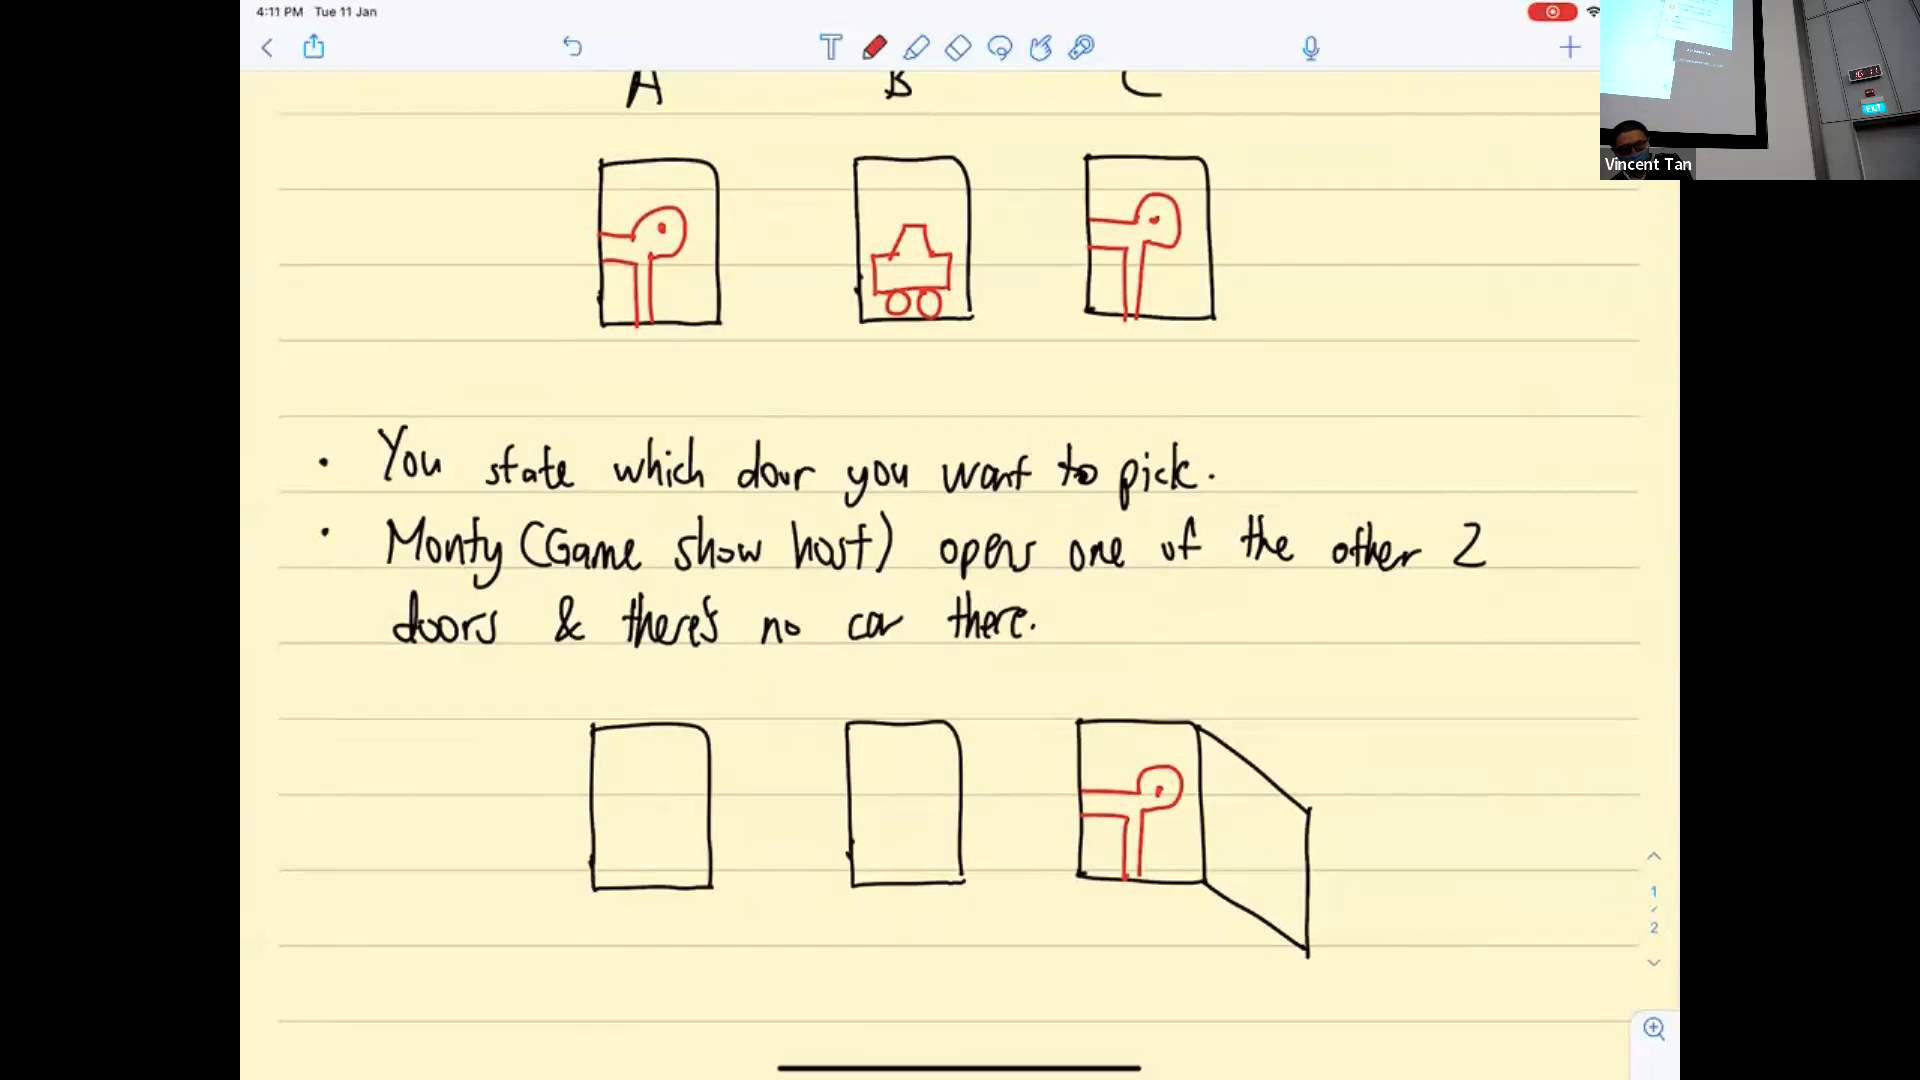 4:11 PM Tue 11 Jan
A B C
EXIT
Vincent Tan
• You state which door you want to pick.
• Monty (Game show host) opens one of the other 2
doors & there's no car there.
1
/
2